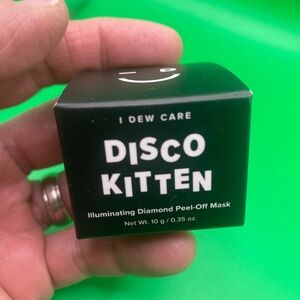 I DEW CARE
DISCO
KITTEN
Illuminating Diamond Peel-Off Mask
Net Wt. 10 g / 0.35 oz.